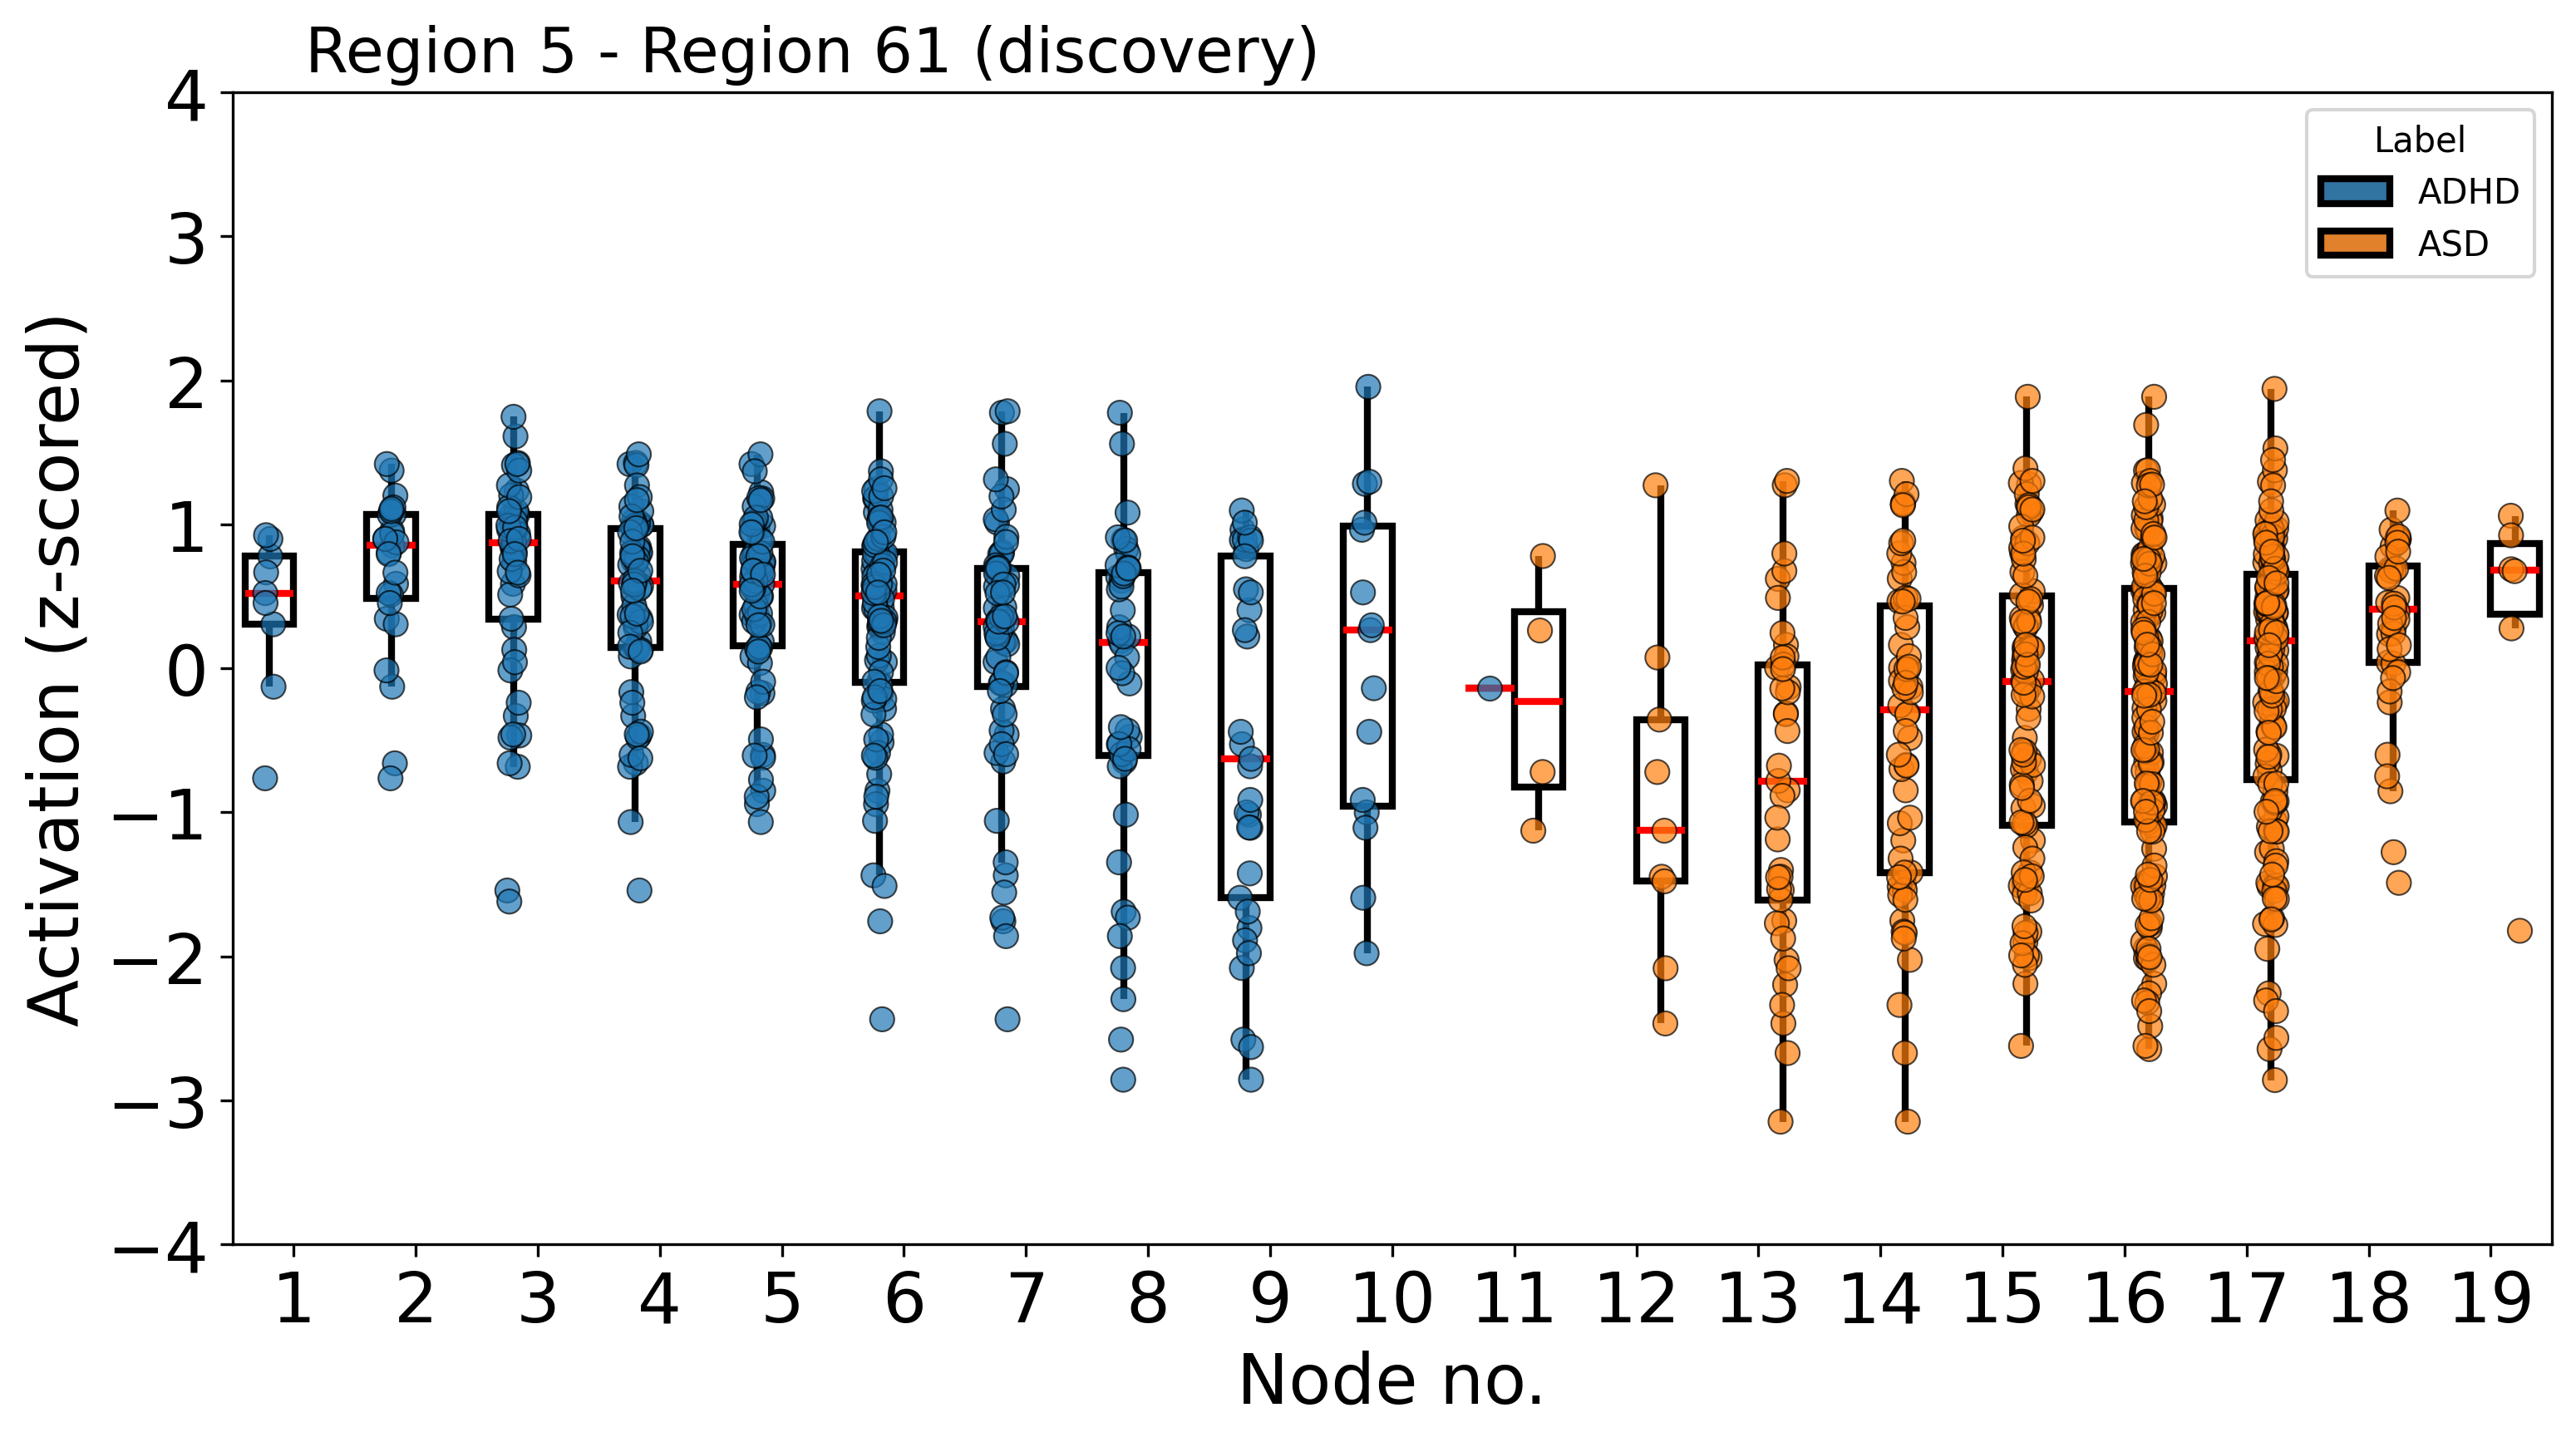 Region 5 - Region 61 (discovery)
Activation (z-scored)
4
3
2
1
0
−1
−2
−3
−4
Label
ADHD
ASD
1 2 3 4 5 6 7 8 9 10 11 12 13 14 15 16 17 18 19
Node no.